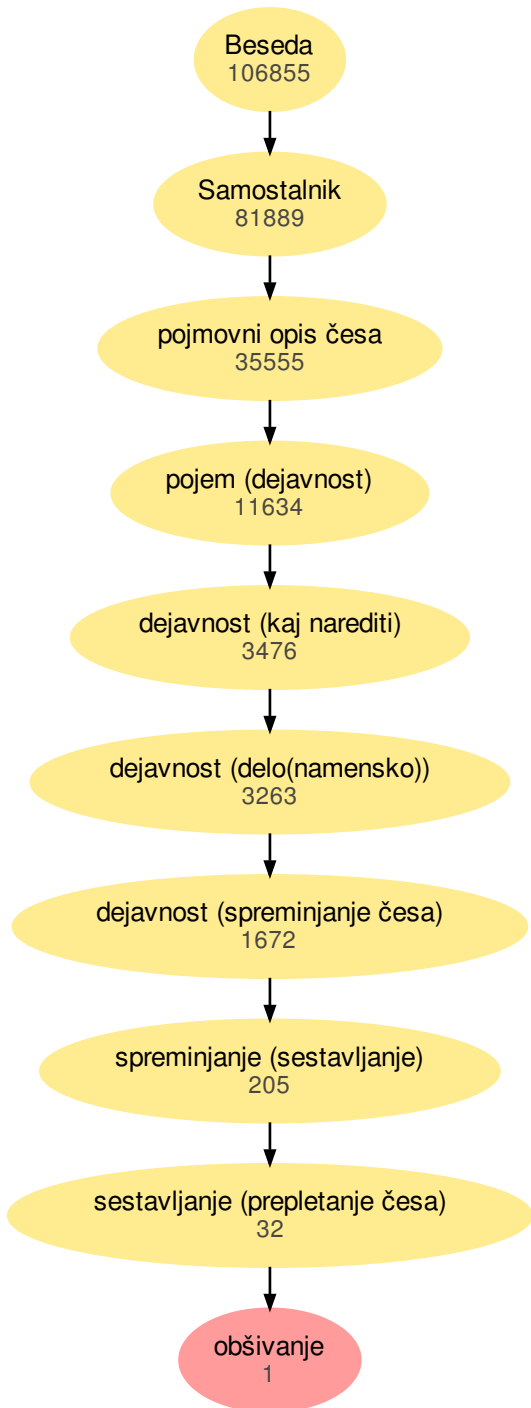 Beseda
106855
Samostalnik
81889
pojmovni opis česa
35555
pojem (dejavnost)
11634
dejavnost (kaj narediti)
3476
dejavnost (delo(namensko))
3263
dejavnost (spreminjanje česa)
1672
spreminjanje (sestavljanje)
205
sestavljanje (prepletanje česa)
32
obšivanje
1